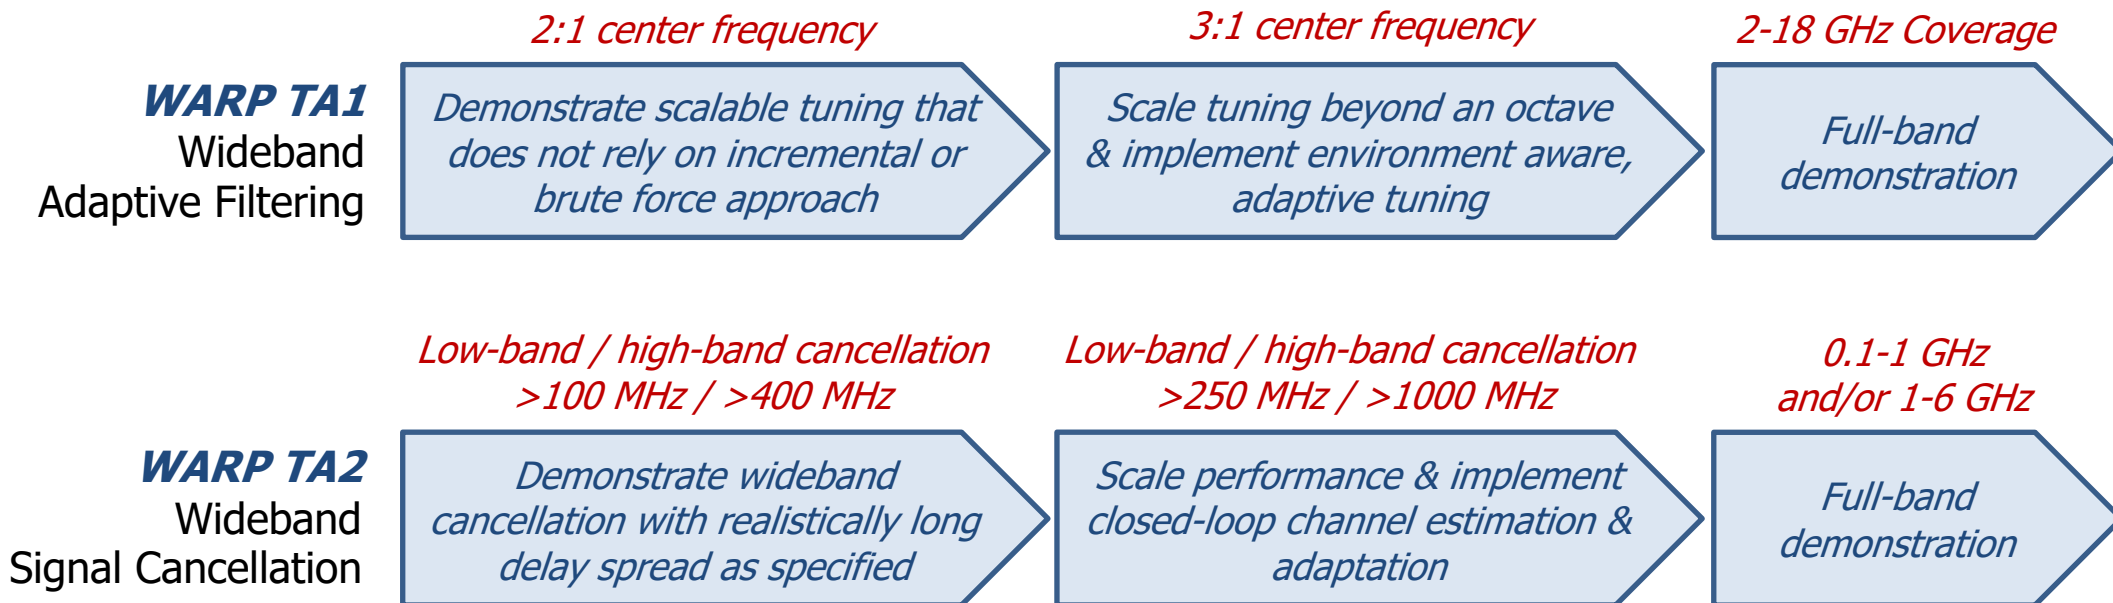 2:1 center frequency
3:1 center frequency
2-18 GHz Coverage
WARP TA1
Wideband
Adaptive Filtering
Demonstrate scalable tuning that
does not rely on incremental or
brute force approach
Scale tuning beyond an octave
& implement environment aware,
adaptive tuning
Full-band
demonstration
Low-band / high-band cancellation
>100 MHz / >400 MHz
Low-band / high-band cancellation
>250 MHz / >1000 MHz
0.1-1 GHz
and/or 1-6 GHz
WARP TA2
Wideband
Signal Cancellation
Demonstrate wideband
cancellation with realistically long
delay spread as specified
Scale performance & implement
closed-loop channel estimation &
adaptation
Full-band
demonstration